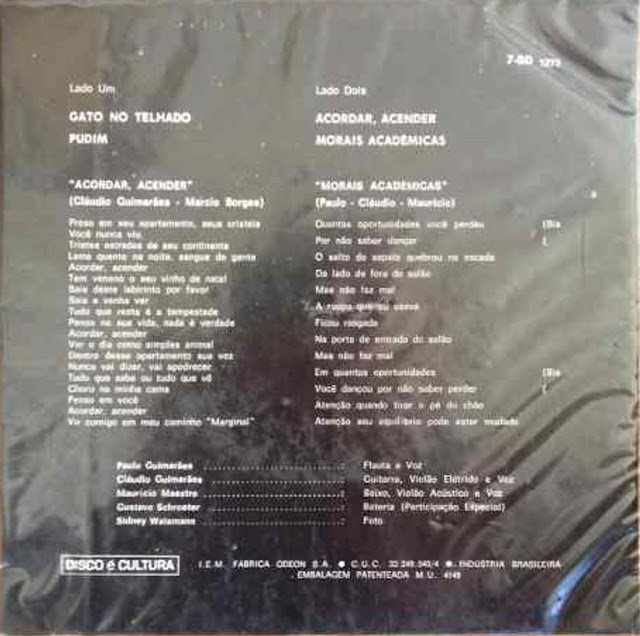 7-BD 1219
Lado Um
GATO NO TELHADO
PUDIM
Lado Dois
ACORDAR, ACENDER
MORAIS ACADÊMICAS
"ACORDAR, ACENDER"
(Cláudio Guimarães - Marcio Borges)
Preso em seu apartamento, seus cristais
Você nunca viu
Tristes estradas de seu continente
Lama quente na noite, sangue de gente
Acordar, acender
Tem veneno o seu vinho de natal
Saia desse labirinto por favor
Saia e venha ver
Tudo que resta é a tempestade
Pensa na sua vida, nada é verdade
Acordar, acender
Ver o dia como simples animal
Dentro desse apartamento sua voz
Nunca vai dizer, vai apodrecer
Tudo que sabe ou tudo que vê
Chora na minha cama
Penso em você
Acordar, acender
Vir comigo em meu caminho "Marginal"
"MORAIS ACADÊMICAS"
(Paulo - Cláudio - Maurício)
Quantas oportunidades você perdeu (Bis
Por não saber dançar (
O salto do sapato quebrou na escada
Do lado de fora do salão
Mas não faz mal
A roupa que eu usava
Ficou rasgada
Na porta de entrada do salão
Mas não faz mal
Em quantas oportunidades (Bis
Você dançou por não saber perder (
Atenção quando tirar o pé do chão
Atenção seu equilíbrio pode estar mudado
Paulo Guimarães ........................: Flauta e Voz
Cláudio Guimarães ........................: Guitarra, Violão Elétrido e Voz
Maurício Maestro ........................: Baixo, Violão Acústico e Voz
Gustavo Schroeter ........................: Bateria (Participação Especial)
Sidney Waismann ........................: Foto
DISCO é CULTURA
I.E.M. FÁBRICA ODEON S.A. ● C.G.C. 33.249.540/4 ● INDÚSTRIA BRASILEIRA
EMBALAGEM PATENTEADA M.U. 4149